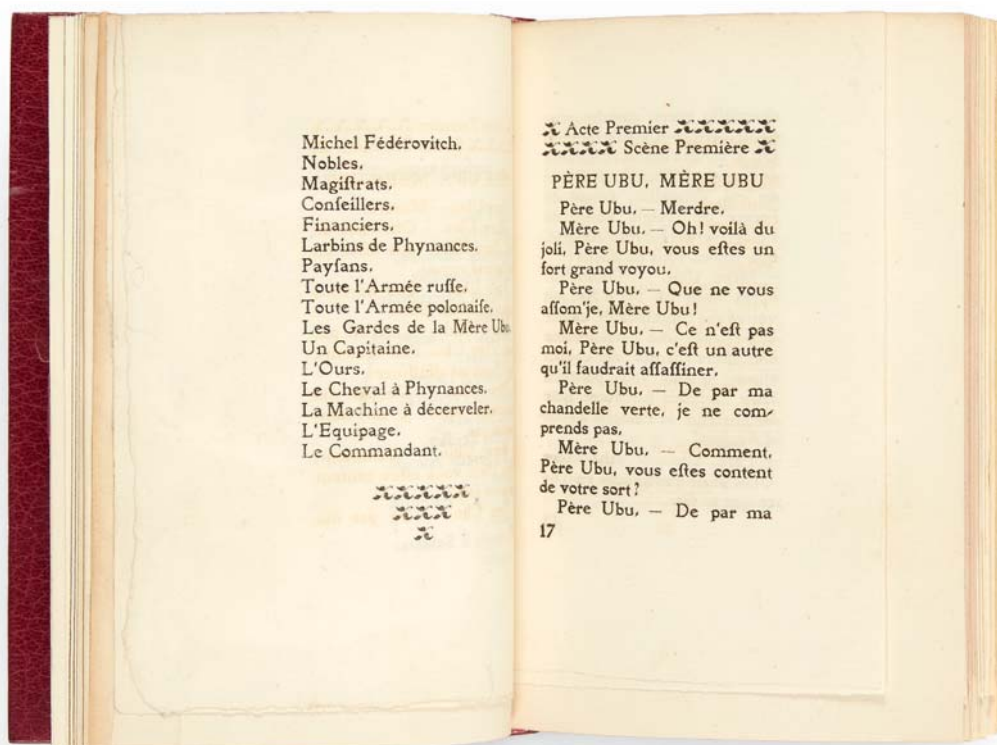 Michel Fédérovitch.
Nobles.
Magiſtrats.
Conſeillers.
Financiers.
Larbins de Phynances.
Payſans.
Toute l'Armée ruſſe.
Toute l'Armée polonaiſe.
Les Gardes de la Mère Ubu.
Un Capitaine.
L'Ours.
Le Cheval à Phynances.
La Machine à décerveler.
L'Equipage.
Le Commandant.
Acte Premier
Scène Première
PÈRE UBU, MÈRE UBU
Père Ubu. — Merdre.
Mère Ubu. — Oh! voilà du
joli, Père Ubu, vous eſtes un
fort grand voyou.
Père Ubu. — Que ne vous
aſſom'je, Mère Ubu!
Mère Ubu. — Ce n'eſt pas
moi, Père Ubu, c'eſt un autre
qu'il faudrait aſſaſſiner.
Père Ubu. — De par ma
chandelle verte, je ne com-
prends pas.
Mère Ubu. — Comment,
Père Ubu, vous eſtes content
de votre sort?
Père Ubu. — De par ma
17